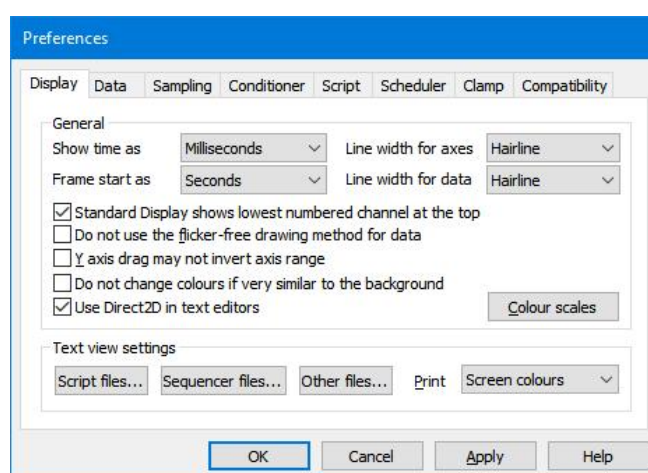 Preferences
Display Data Sampling Conditioner Script Scheduler Clamp Compatibility
General
Show time as Milliseconds Line width for axes Hairline
Frame start as Seconds Line width for data Hairline
Standard Display shows lowest numbered channel at the top
Do not use the flicker-free drawing method for data
Y axis drag may not invert axis range
Do not change colours if very similar to the background
Use Direct2D in text editors Colour scales
Text view settings
Script files... Sequencer files... Other files... Print Screen colours
OK Cancel Apply Help